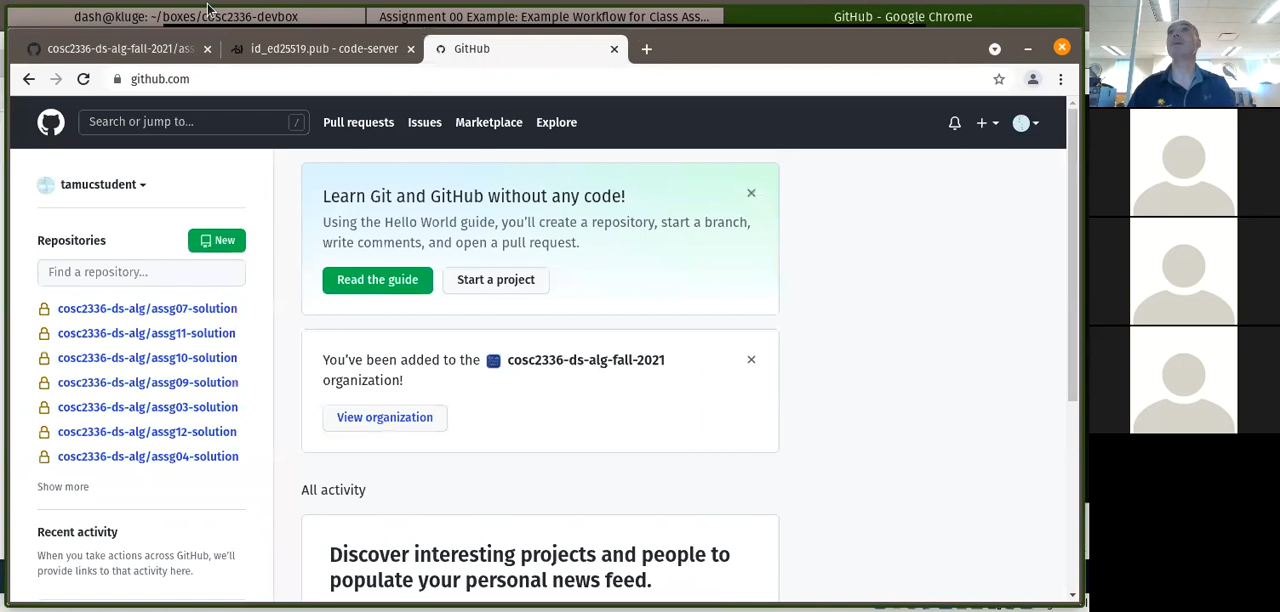 dash@kluge: ~/boxes/cosc2336-devbox
Assignment 00 Example: Example Workflow for Class Ass...
GitHub - Google Chrome
cosc2336-ds-alg-fall-2021/ass
id_ed25519.pub - code-server
GitHub
github.com
Search or jump to...
/
Pull requests
Issues
Marketplace
Explore
tamucstudent
Repositories
New
Find a repository...
cosc2336-ds-alg/assg07-solution
cosc2336-ds-alg/assg11-solution
cosc2336-ds-alg/assg10-solution
cosc2336-ds-alg/assg09-solution
cosc2336-ds-alg/assg03-solution
cosc2336-ds-alg/assg12-solution
cosc2336-ds-alg/assg04-solution
Show more
Recent activity
When you take actions across GitHub, we'll
provide links to that activity here.
Learn Git and GitHub without any code!
Using the Hello World guide, you'll create a repository, start a branch,
write comments, and open a pull request.
Read the guide
Start a project
You've been added to the cosc2336-ds-alg-fall-2021
organization!
View organization
All activity
Discover interesting projects and people to
populate your personal news feed.